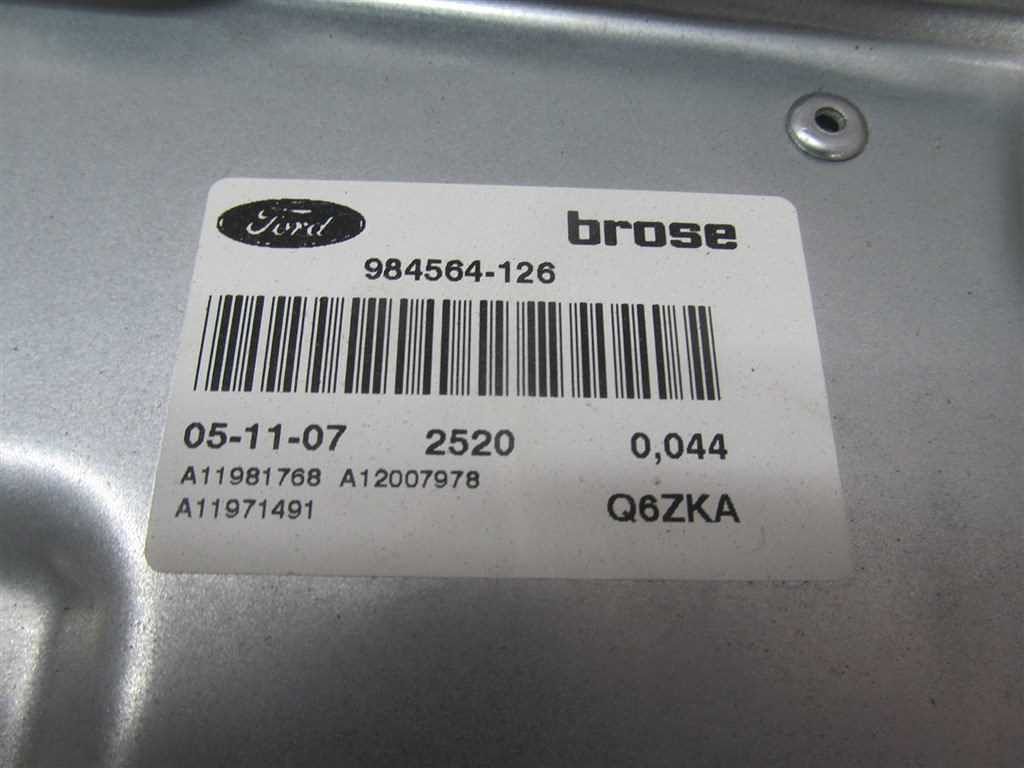 Ford brose
984564-126
05-11-07 2520 0,044
A11981768 A12007978
A11971491 Q6ZKA